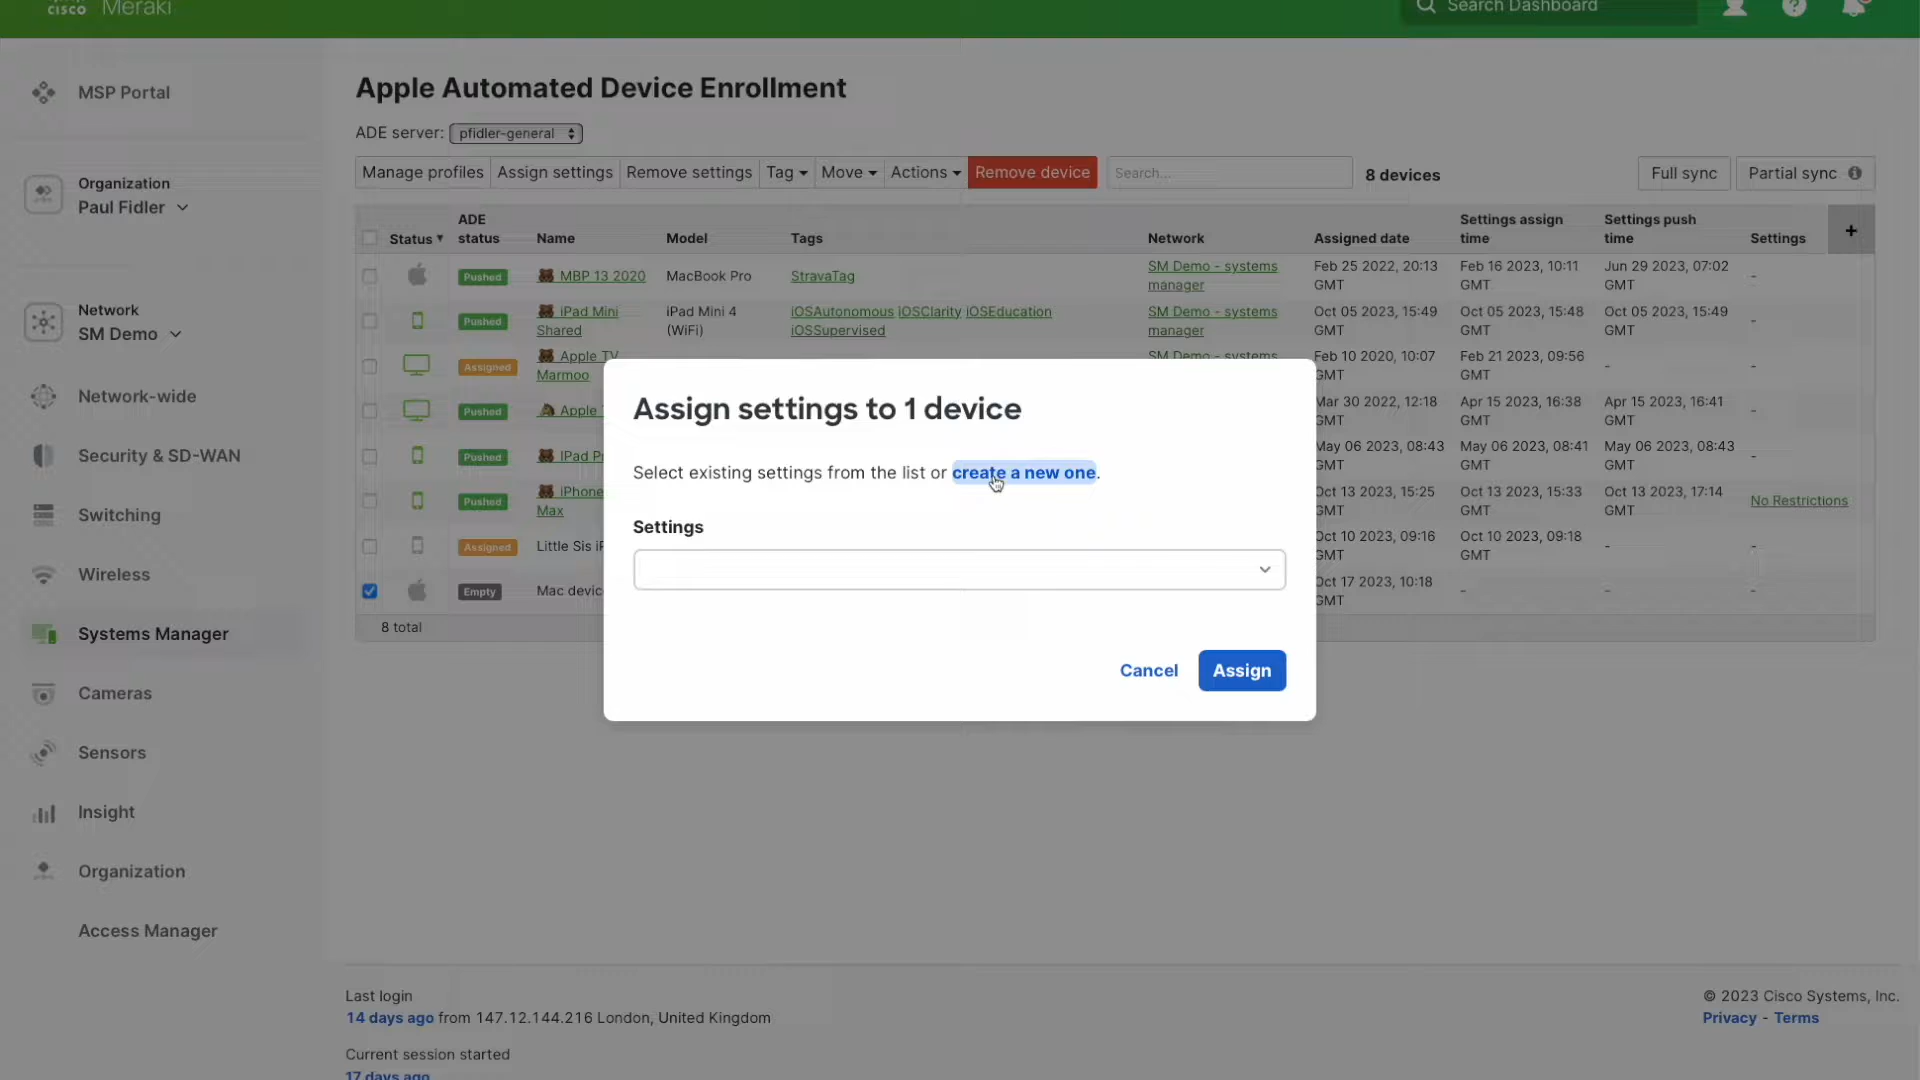 cisco Meraki
Search Dashboard
MSP Portal
Organization
Paul Fidler
Network
SM Demo
Network-wide
Security & SD-WAN
Switching
Wireless
Systems Manager
Cameras
Sensors
Insight
Organization
Access Manager
Apple Automated Device Enrollment
ADE server: pfidler-general
Manage profiles Assign settings Remove settings Tag Move Actions Remove device Search... 8 devices Full sync Partial sync
Status ADE status Name Model Tags Network Assigned date Settings assign time Settings push time Settings +
Pushed MBP 13 2020 MacBook Pro StravaTag SM Demo - systems manager Feb 25 2022, 20:13 GMT Feb 16 2023, 10:11 GMT Jun 29 2023, 07:02 GMT -
Pushed iPad Mini Shared iPad Mini 4 (WiFi) iOSAutonomous iOSClarity iOSEducation iOSSupervised SM Demo - systems manager Oct 05 2023, 15:49 GMT Oct 05 2023, 15:48 GMT Oct 05 2023, 15:49 GMT -
Assigned Apple TV Marmoo SM Demo - systems Feb 10 2020, 10:07 GMT Feb 21 2023, 09:56 GMT - -
Pushed Apple Mar 30 2022, 12:18 GMT Apr 15 2023, 16:38 GMT Apr 15 2023, 16:41 GMT -
Pushed IPad May 06 2023, 08:43 GMT May 06 2023, 08:41 GMT May 06 2023, 08:43 GMT -
Pushed iPhone Max Oct 13 2023, 15:25 GMT Oct 13 2023, 15:33 GMT Oct 13 2023, 17:14 GMT No Restrictions
Assigned Little Sis Oct 10 2023, 09:16 GMT Oct 10 2023, 09:18 GMT - -
Empty Mac Oct 17 2023, 10:18 GMT - - -
8 total
Assign settings to 1 device
Select existing settings from the list or create a new one.
Settings
Cancel Assign
Last login
14 days ago from 147.12.144.216 London, United Kingdom
Current session started
17 days ago
© 2023 Cisco Systems, Inc.
Privacy - Terms